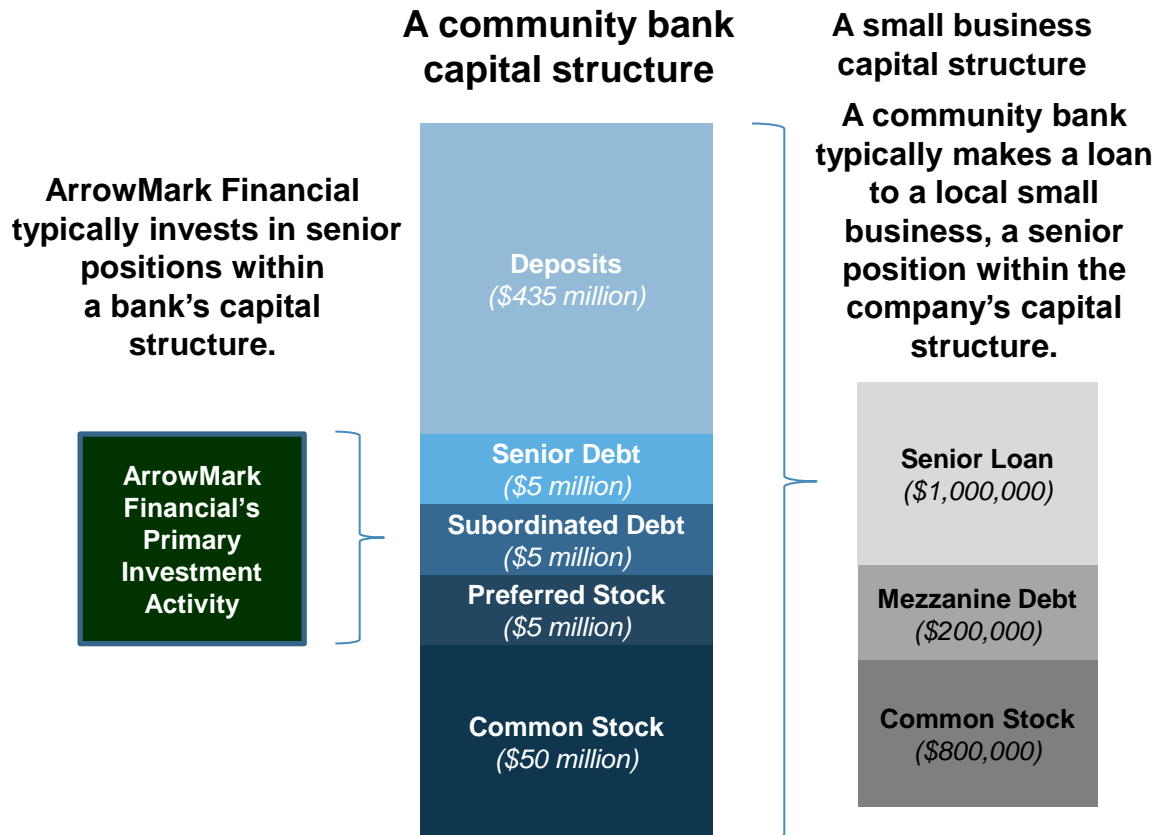 A community bank
capital structure
A small business
capital structure
ArrowMark Financial
typically invests in senior
positions within
a bank’s capital
structure.
A community bank
typically makes a loan
to a local small
business, a senior
position within the
company’s capital
structure.
ArrowMark
Financial’s
Primary
Investment
Activity
Deposits
($435 million)
Senior Debt
($5 million)
Subordinated Debt
($5 million)
Preferred Stock
($5 million)
Common Stock
($50 million)
Senior Loan
($1,000,000)
Mezzanine Debt
($200,000)
Common Stock
($800,000)